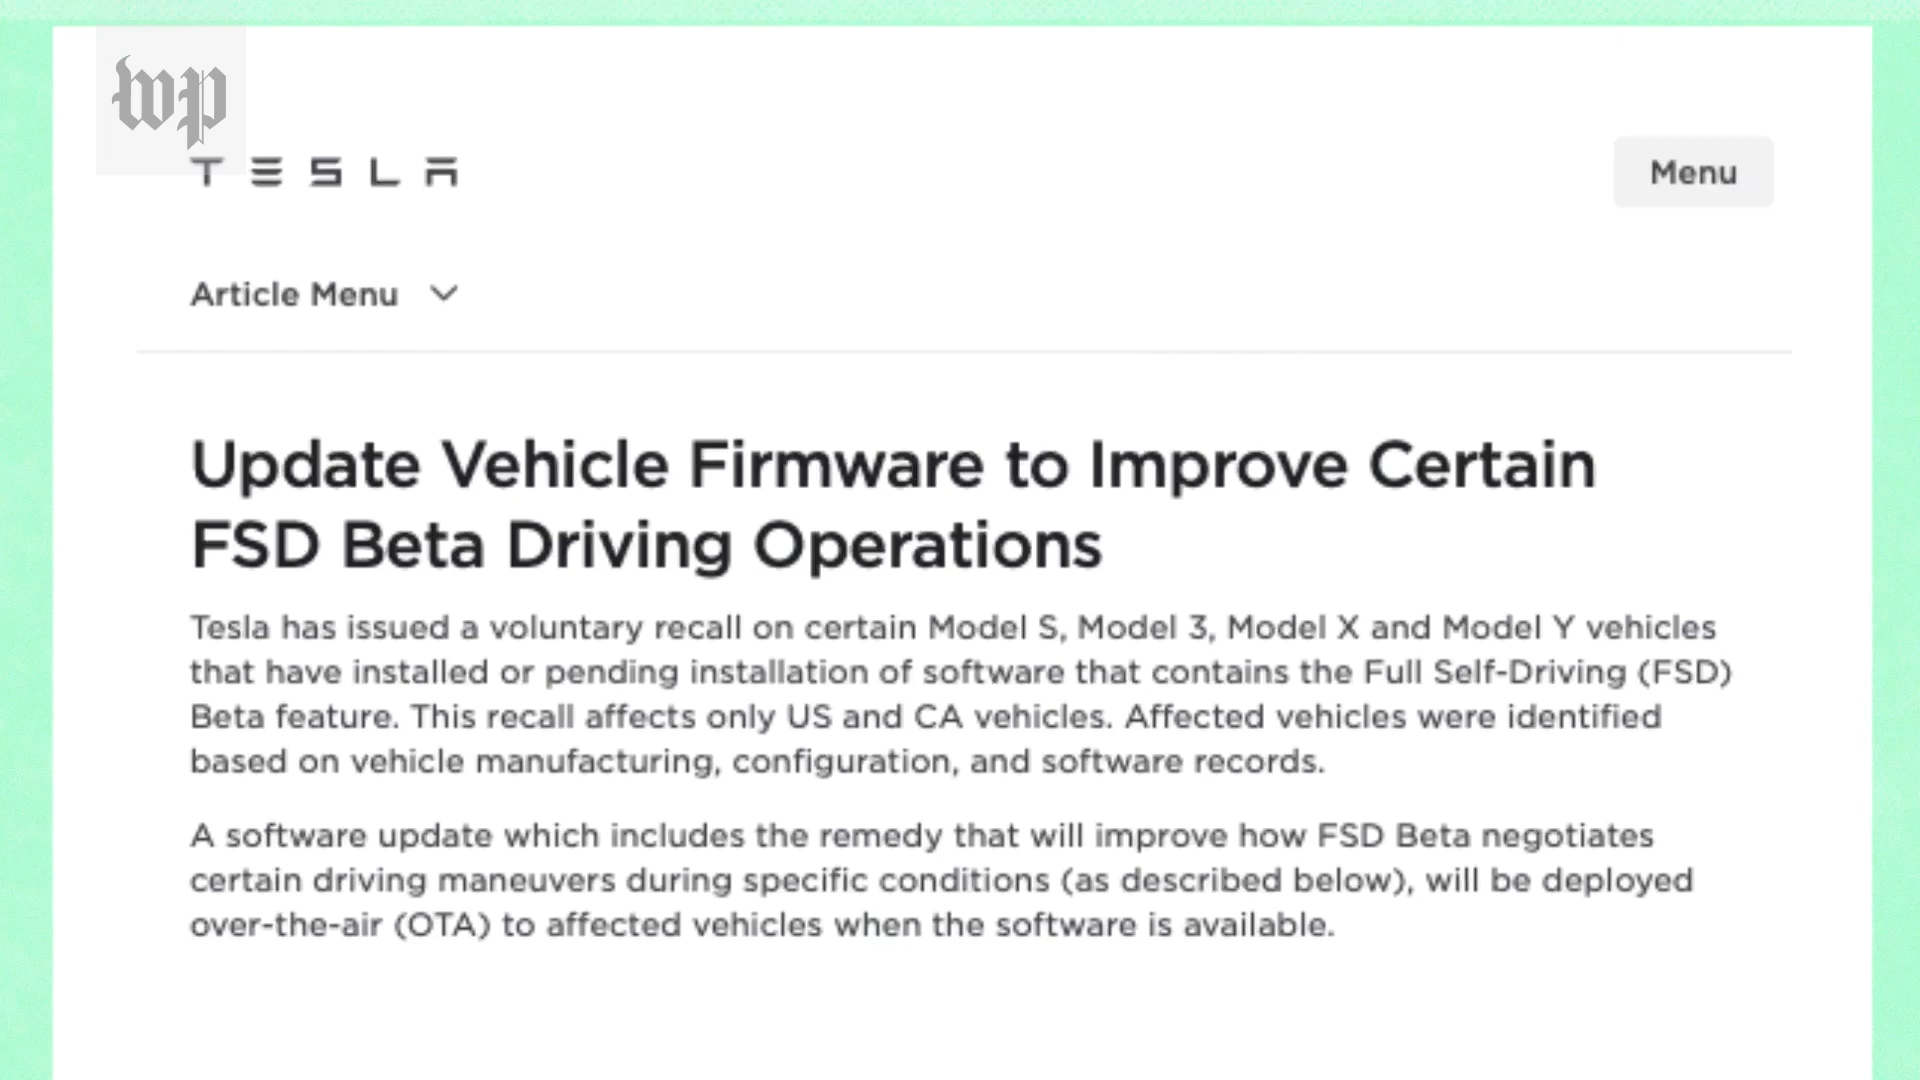 wp
TESLA
Menu
Article Menu
Update Vehicle Firmware to Improve Certain
FSD Beta Driving Operations
Tesla has issued a voluntary recall on certain Model S, Model 3, Model X and Model Y vehicles
that have installed or pending installation of software that contains the Full Self-Driving (FSD)
Beta feature. This recall affects only US and CA vehicles. Affected vehicles were identified
based on vehicle manufacturing, configuration, and software records.
A software update which includes the remedy that will improve how FSD Beta negotiates
certain driving maneuvers during specific conditions (as described below), will be deployed
over-the-air (OTA) to affected vehicles when the software is available.